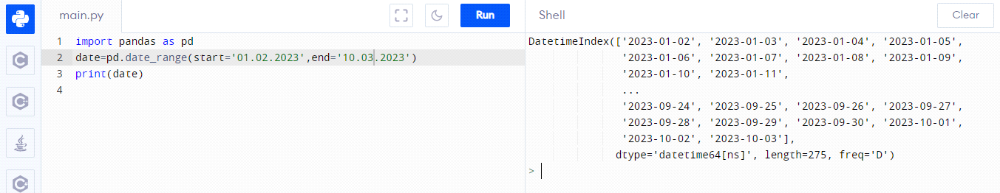 main.py
Run
Shell
Clear
1 import pandas as pd
2 date=pd.date_range(start='01.02.2023',end='10.03.2023')
3 print(date)
4
DatetimeIndex(['2023-01-02', '2023-01-03', '2023-01-04', '2023-01-05',
'2023-01-06', '2023-01-07', '2023-01-08', '2023-01-09',
'2023-01-10', '2023-01-11',
...
'2023-09-24', '2023-09-25', '2023-09-26', '2023-09-27',
'2023-09-28', '2023-09-29', '2023-09-30', '2023-10-01',
'2023-10-02', '2023-10-03'],
dtype='datetime64[ns]', length=275, freq='D')
>